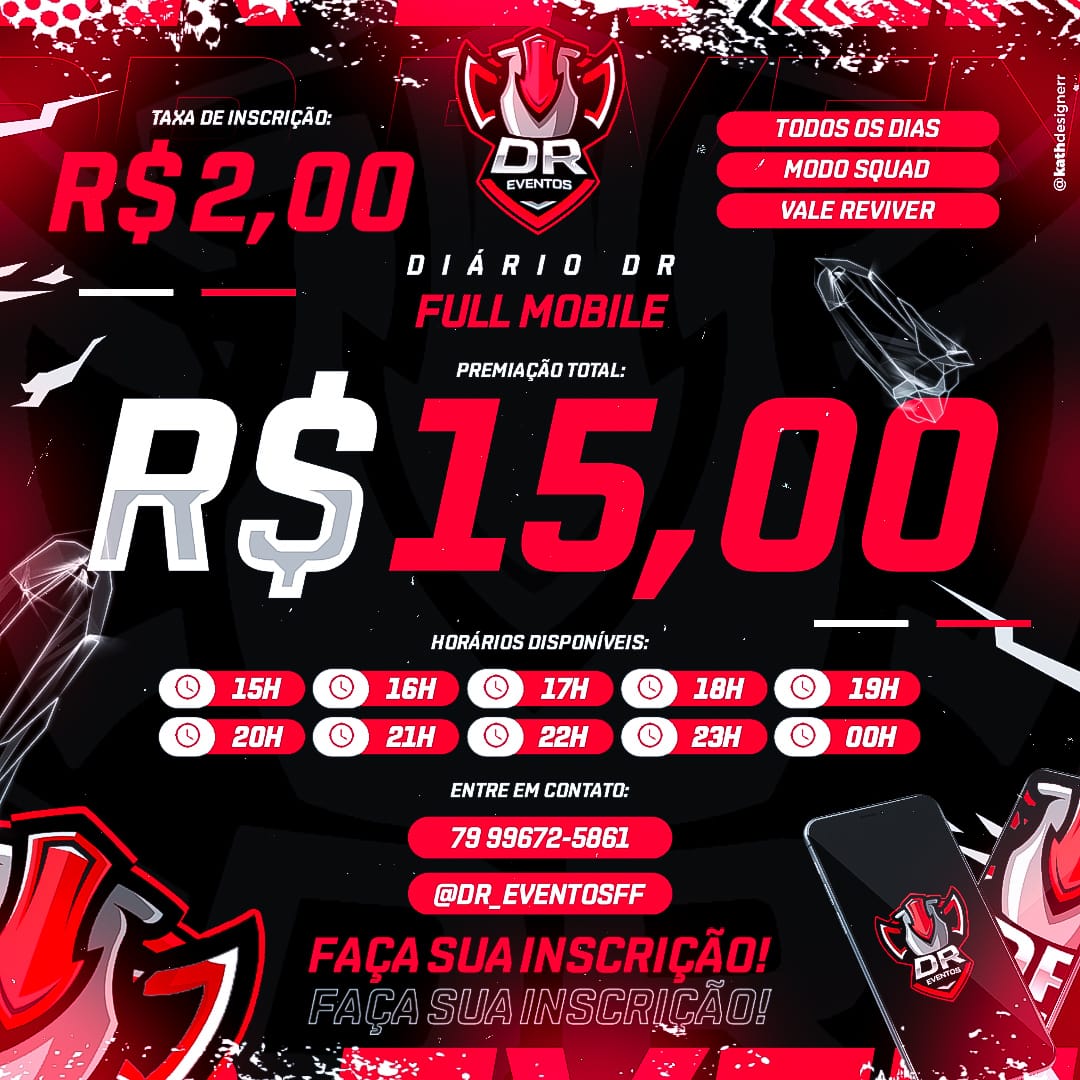 TAXA DE INSCRIÇÃO:
R$2,00
DR
EVENTOS
TODOS OS DIAS
MODO SQUAD
VALE REVIVER
@kathdesignerr
DIÁRIO DR
FULL MOBILE
PREMIAÇÃO TOTAL:
R$15,00
HORÁRIOS DISPONÍVEIS:
15H 16H 17H 18H 19H
20H 21H 22H 23H 00H
ENTRE EM CONTATO:
79 99672-5861
@DR_EVENTOSFF
FAÇA SUA INSCRIÇÃO!
FAÇA SUA INSCRIÇÃO!
DR
EVENTOS